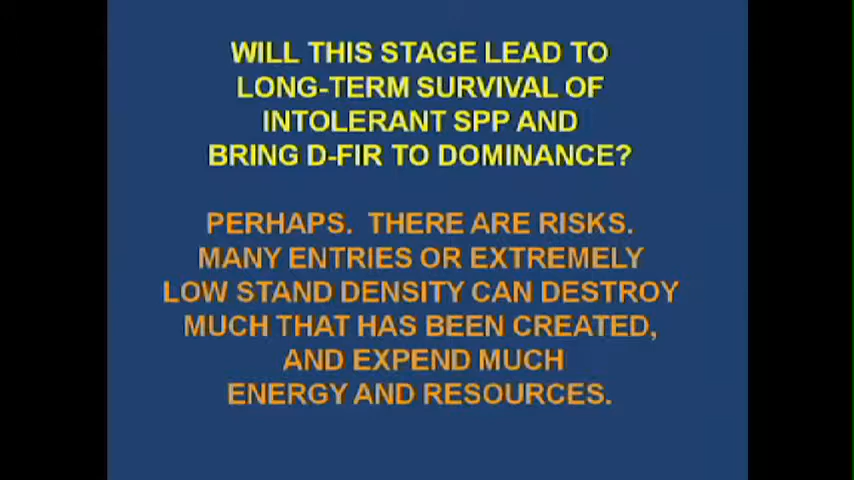 WILL THIS STAGE LEAD TO
LONG-TERM SURVIVAL OF
INTOLERANT SPP AND
BRING D-FIR TO DOMINANCE?
PERHAPS. THERE ARE RISKS.
MANY ENTRIES OR EXTREMELY
LOW STAND DENSITY CAN DESTROY
MUCH THAT HAS BEEN CREATED,
AND EXPEND MUCH
ENERGY AND RESOURCES.